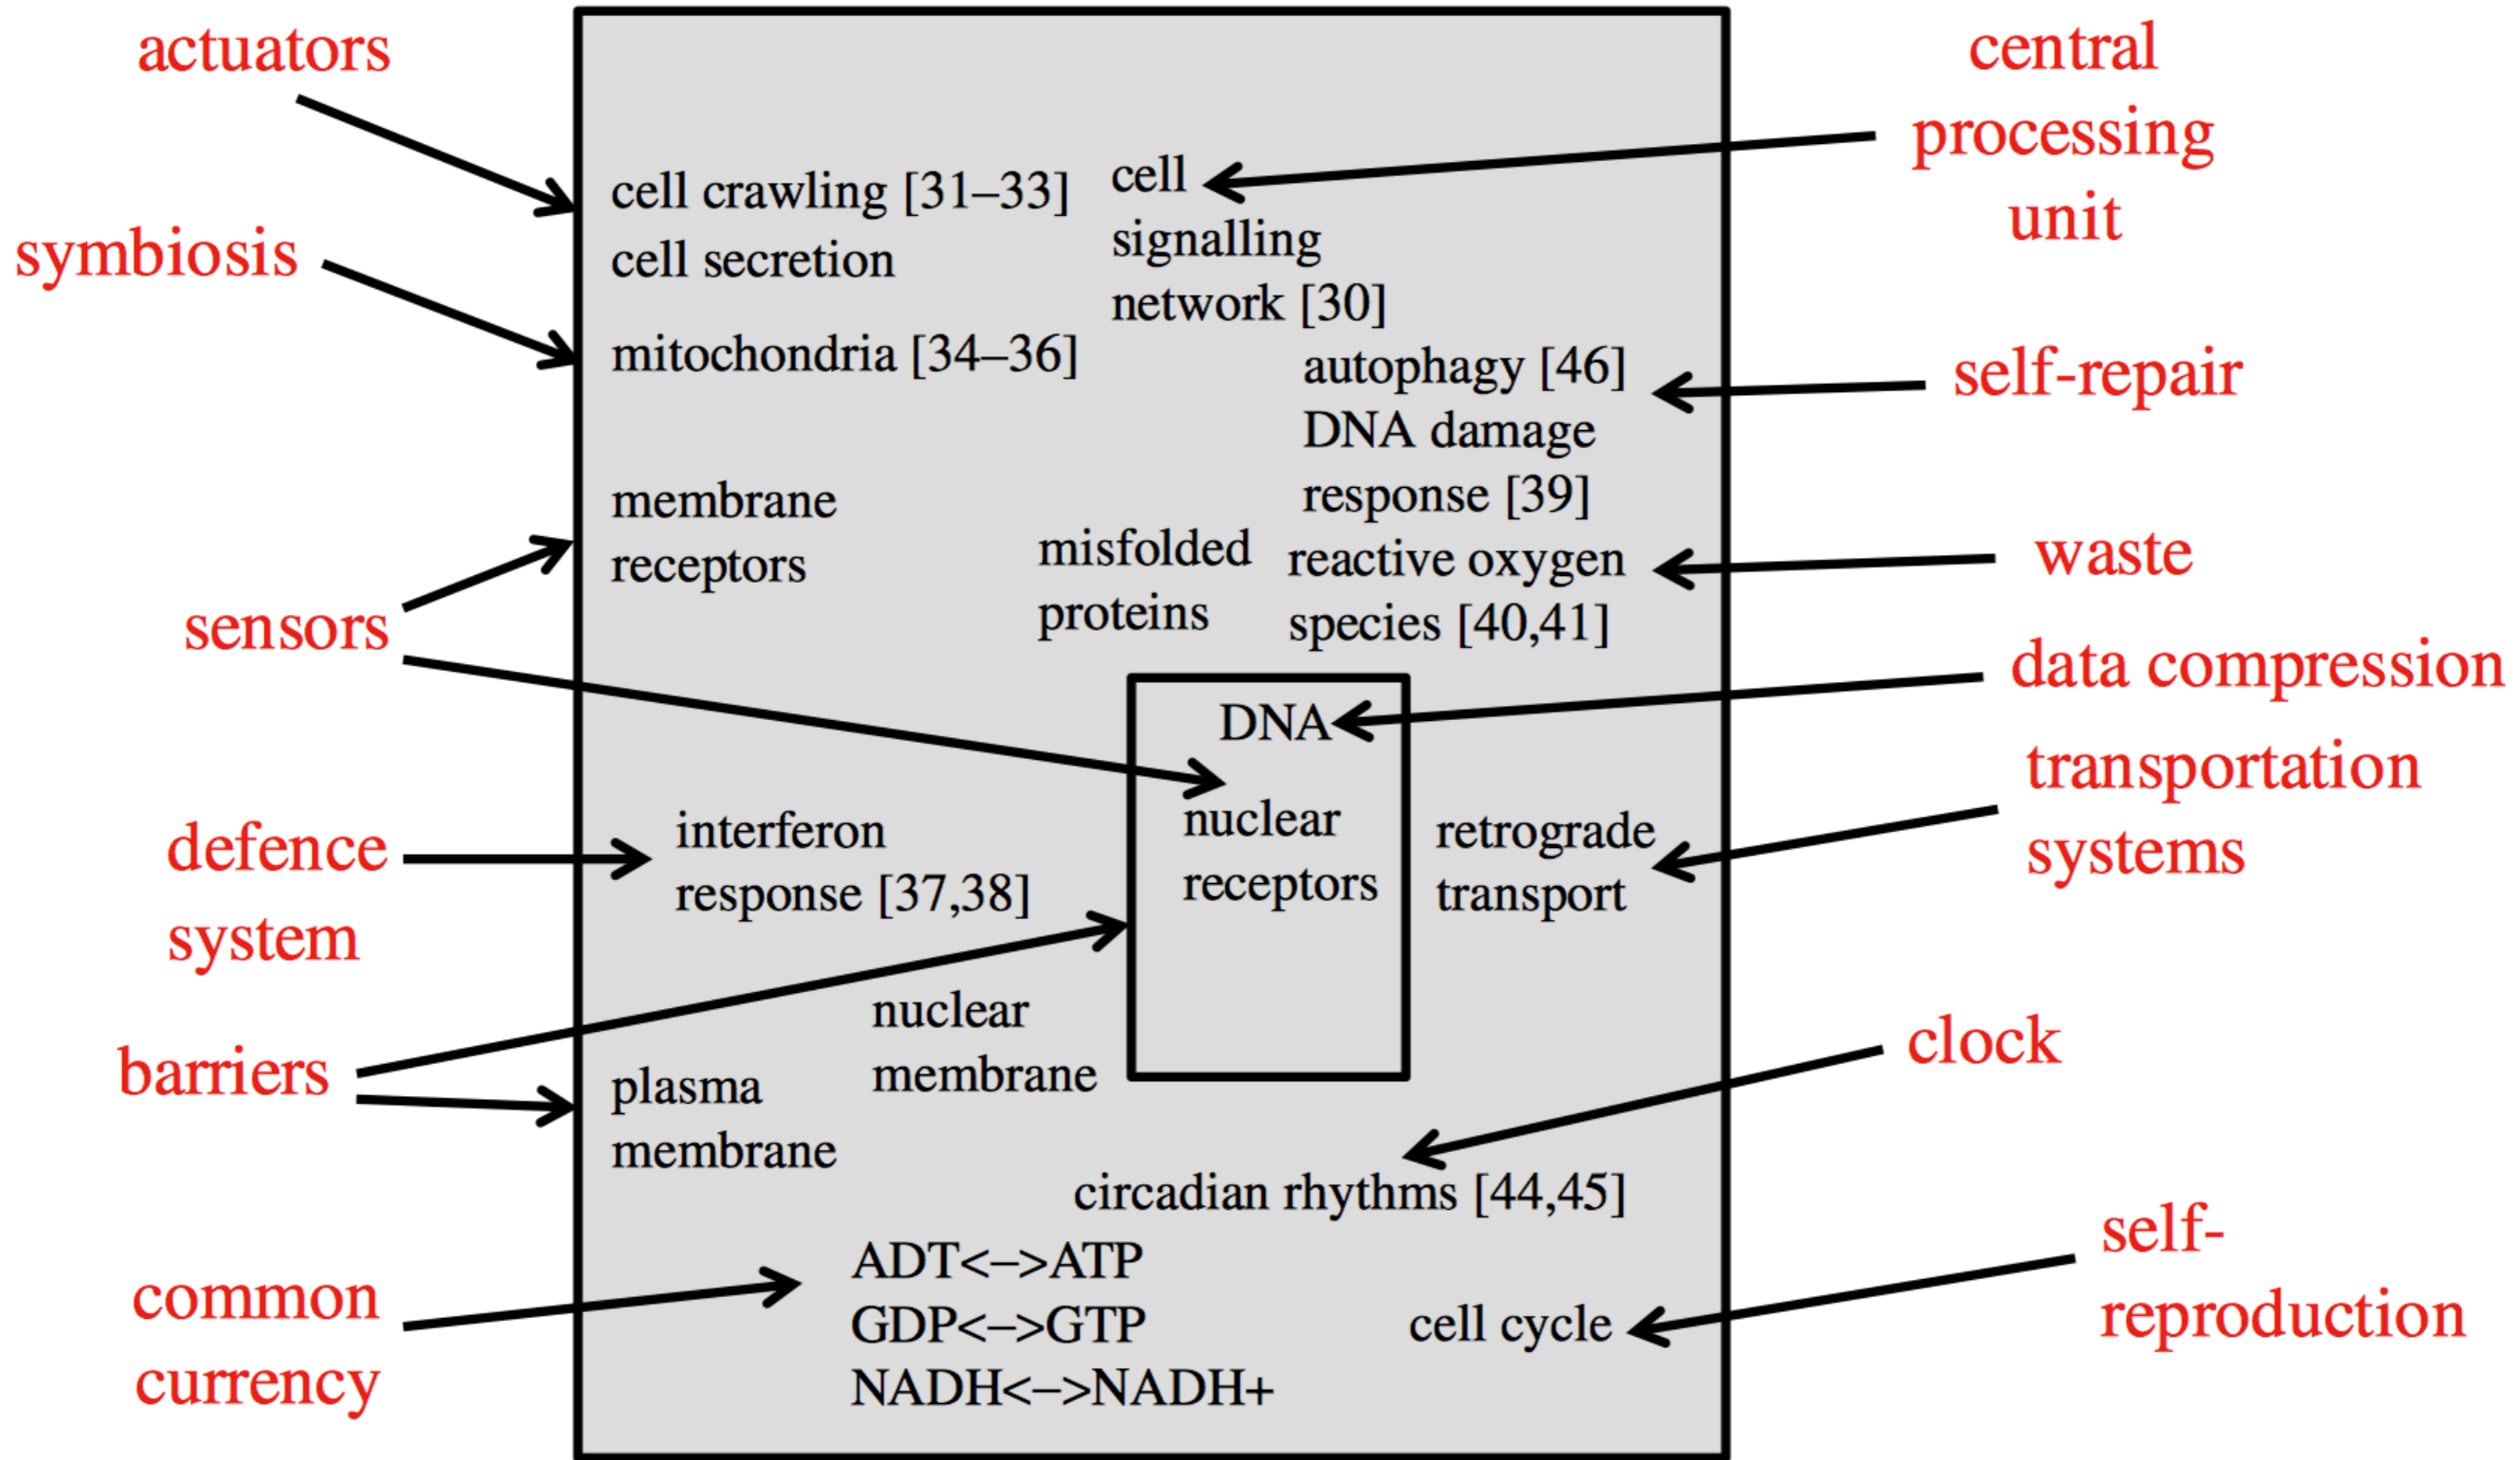 actuators
symbiosis
sensors
defence
system
barriers
common
currency
cell crawling [31–33]
cell secretion
mitochondria [34–36]
membrane
receptors
cell
signalling
network [30]
autophagy [46]
DNA damage
response [39]
misfolded
proteins
reactive oxygen
species [40,41]
DNA
nuclear
receptors
interferon
response [37,38]
retrograde
transport
nuclear
membrane
plasma
membrane
circadian rhythms [44,45]
ADT<–>ATP
GDP<–>GTP
NADH<–>NADH+
cell cycle
central
processing
unit
self-repair
waste
data compression
transportation
systems
clock
self-
reproduction